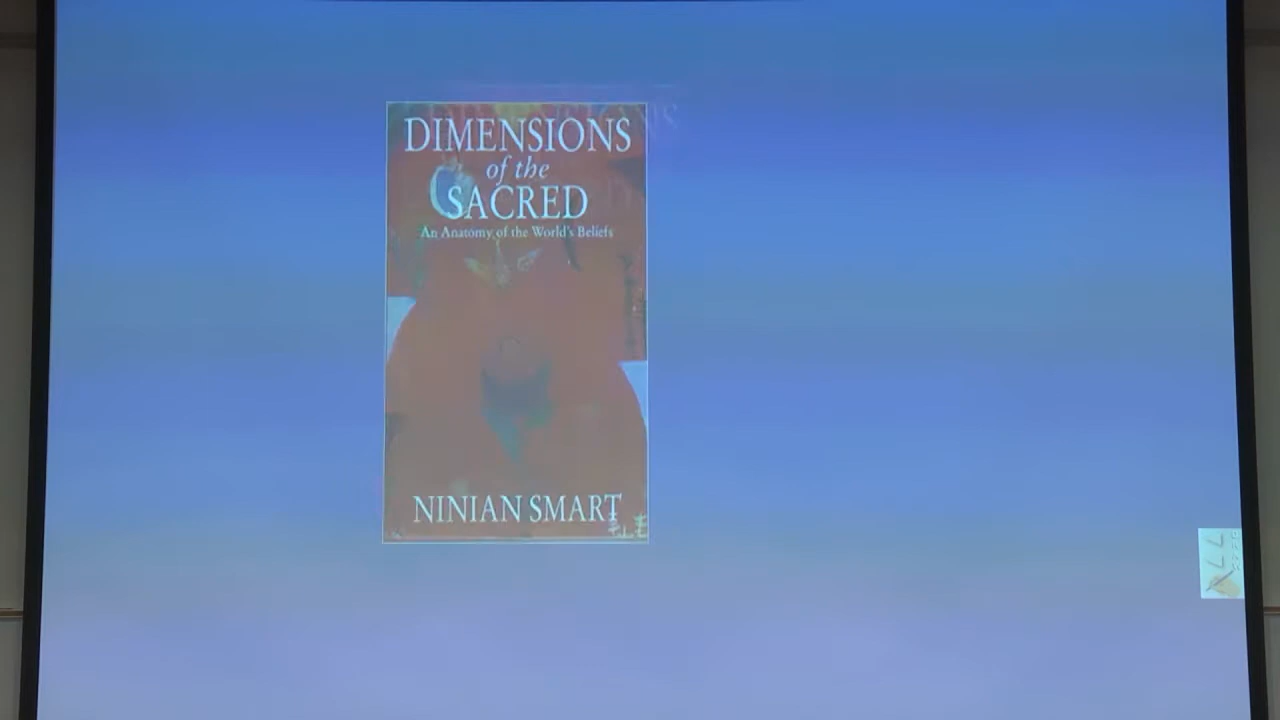 DIMENSIONS
of the
SACRED
An Anatomy of the World's Beliefs
NINIAN SMART